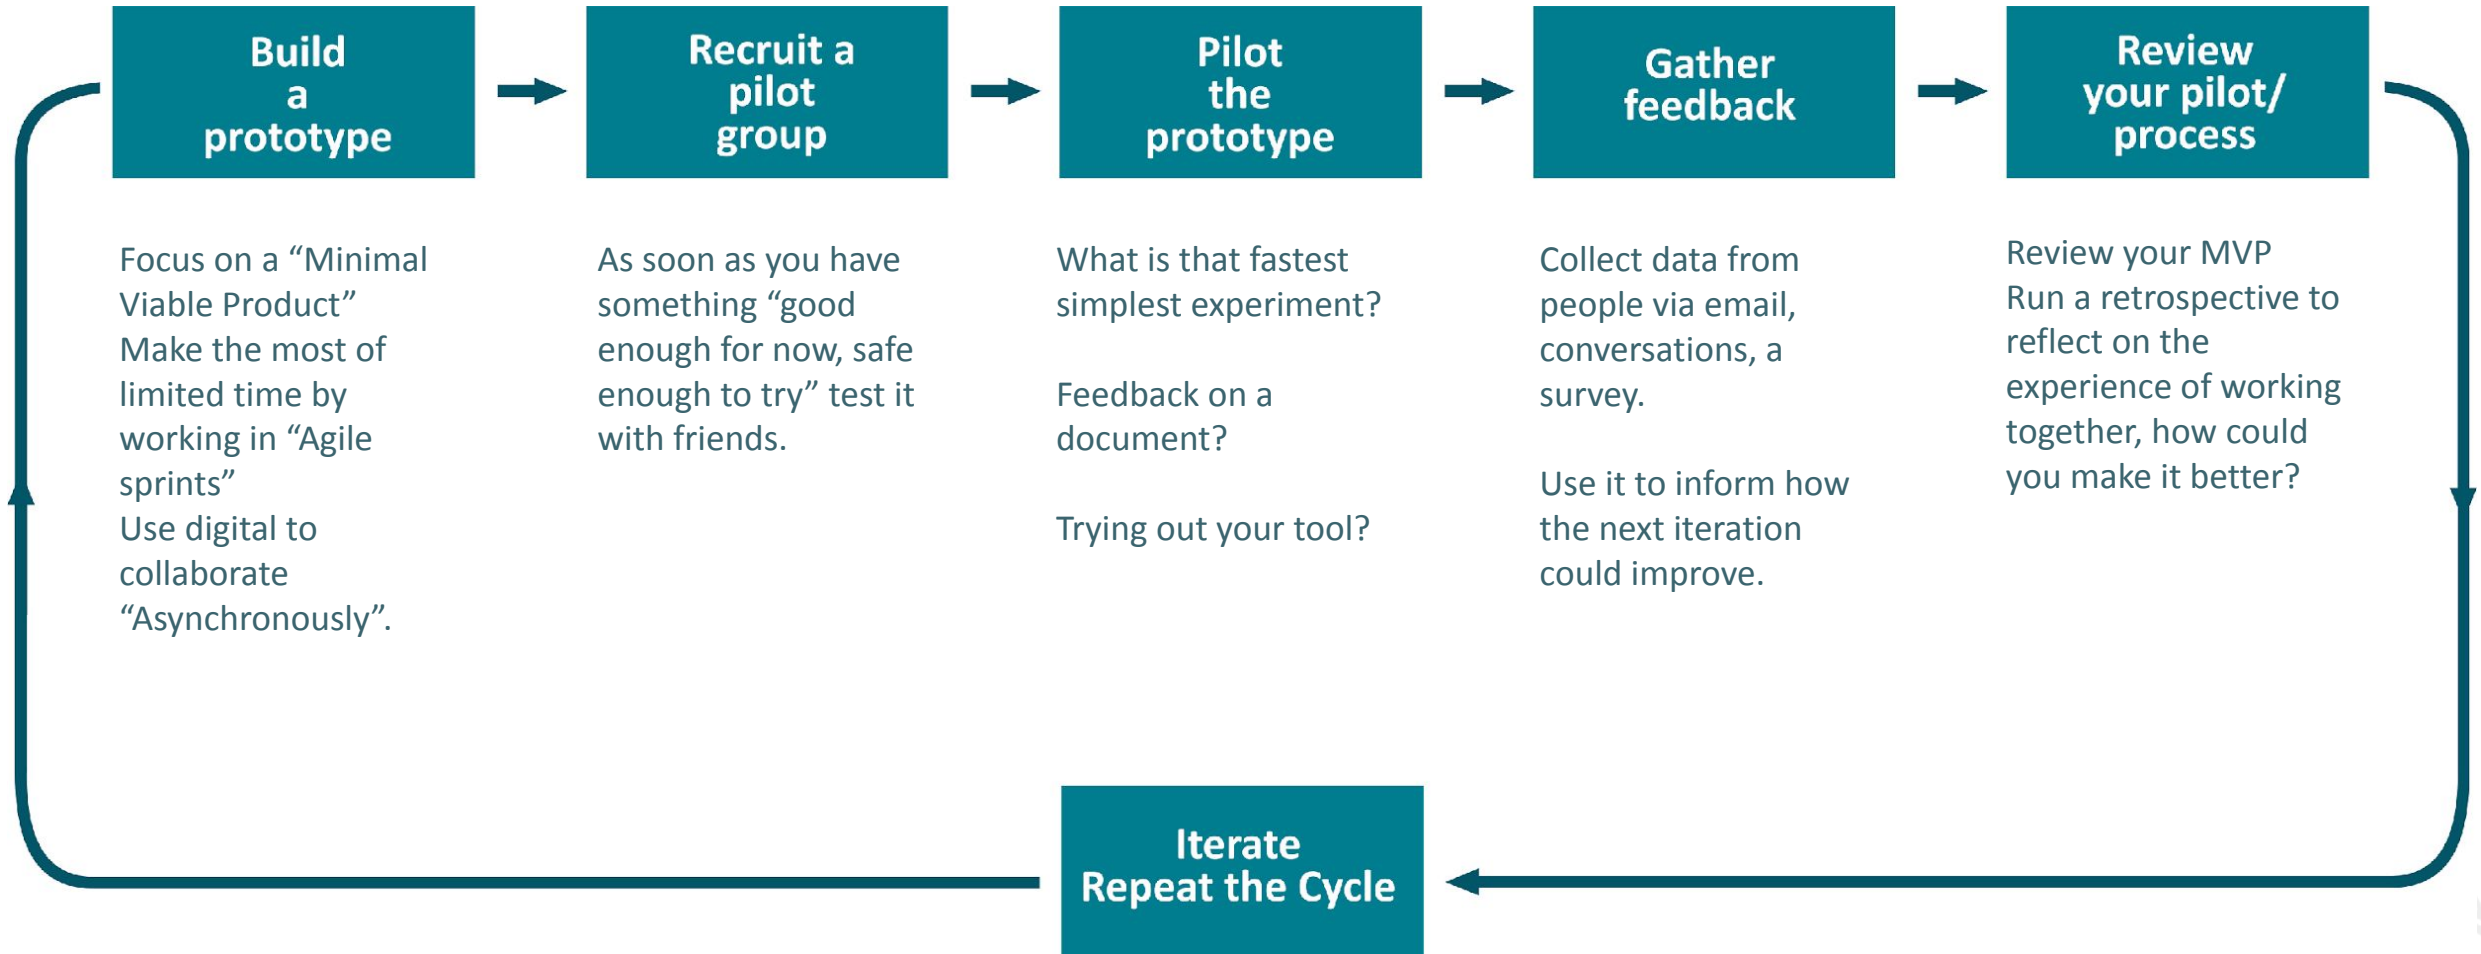 Build
a
prototype
Recruit a
pilot
group
Pilot
the
prototype
Gather
feedback
Review
your pilot/
process
Focus on a “Minimal
Viable Product”
Make the most of
limited time by
working in “Agile
sprints”
Use digital to
collaborate
“Asynchronously”.
As soon as you have
something “good
enough for now, safe
enough to try” test it
with friends.
What is that fastest
simplest experiment?
Feedback on a
document?
Trying out your tool?
Collect data from
people via email,
conversations, a
survey.
Use it to inform how
the next iteration
could improve.
Review your MVP
Run a retrospective to
reflect on the
experience of working
together, how could
you make it better?
Iterate
Repeat the Cycle